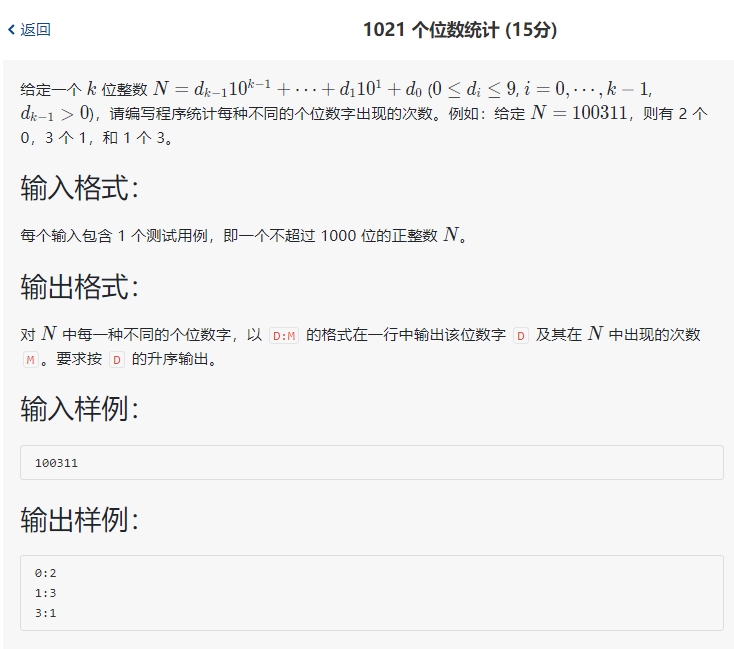 返回
1021 个位数统计 (15分)
给定一个 k 位整数 N = d_{k−1}10^{k−1} + ⋯ + d_1 10^1 + d_0 (0 ≤ d_i ≤ 9, i = 0, ⋯, k − 1,
d_{k−1} > 0)，请编写程序统计每种不同的个位数字出现的次数。例如：给定 N = 100311，则有 2 个
0，3 个 1，和 1 个 3。
输入格式：
每个输入包含 1 个测试用例，即一个不超过 1000 位的正整数 N。
输出格式：
对 N 中每一种不同的个位数字，以 D:M 的格式在一行中输出该位数字 D 及其在 N 中出现的次数
M 。要求按 D 的升序输出。
输入样例：
100311
输出样例：
0:2
1:3
3:1